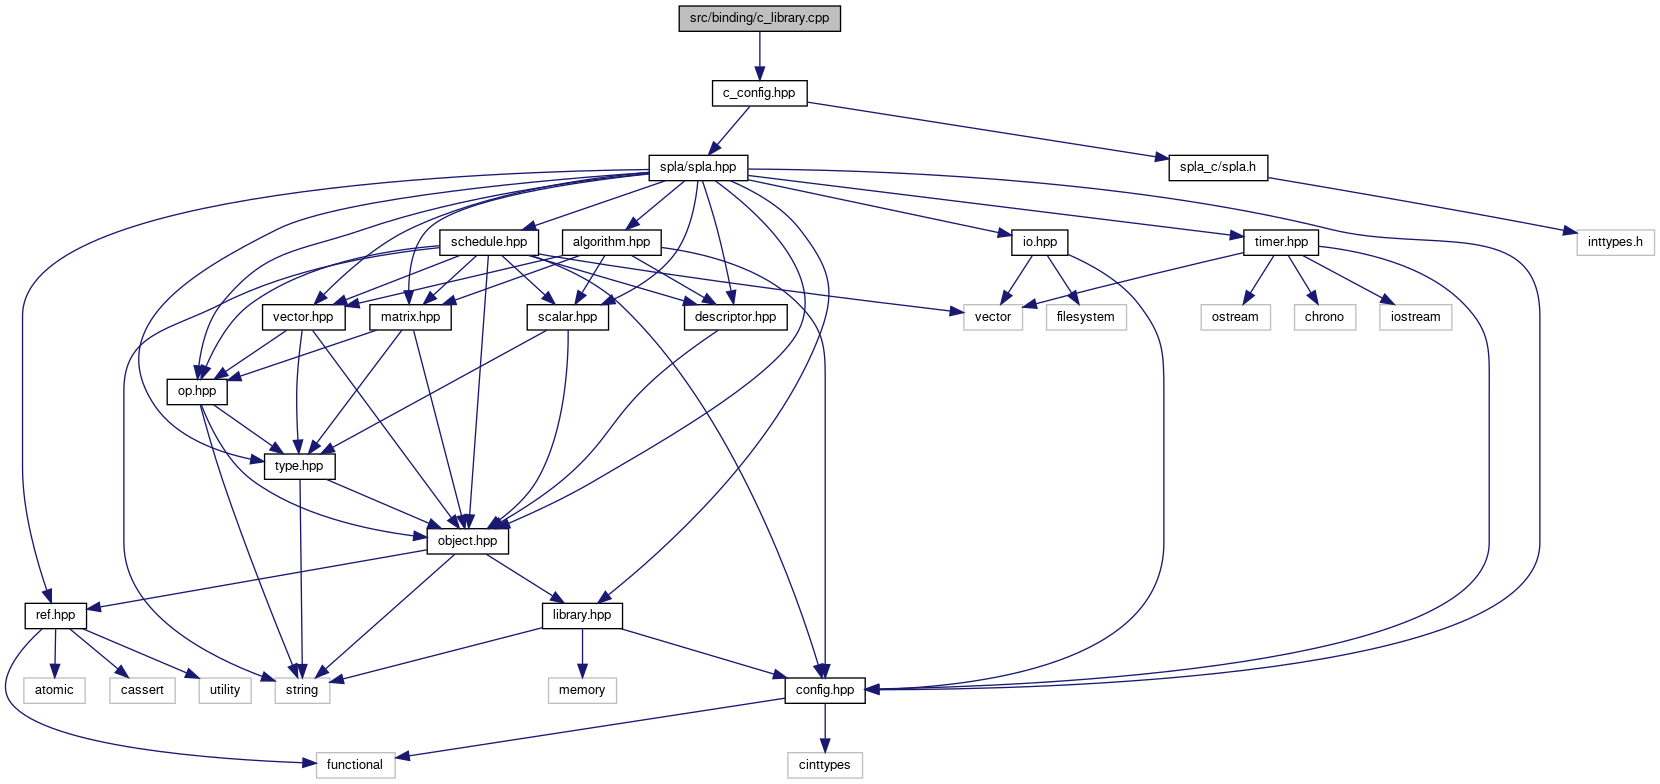 src/binding/c_library.cpp
c_config.hpp
spla/spla.hpp
spla_c/spla.h
schedule.hpp
algorithm.hpp
io.hpp
timer.hpp
inttypes.h
vector.hpp
matrix.hpp
scalar.hpp
descriptor.hpp
vector
filesystem
ostream
chrono
iostream
op.hpp
type.hpp
object.hpp
ref.hpp
library.hpp
atomic
cassert
utility
string
memory
config.hpp
functional
cinttypes